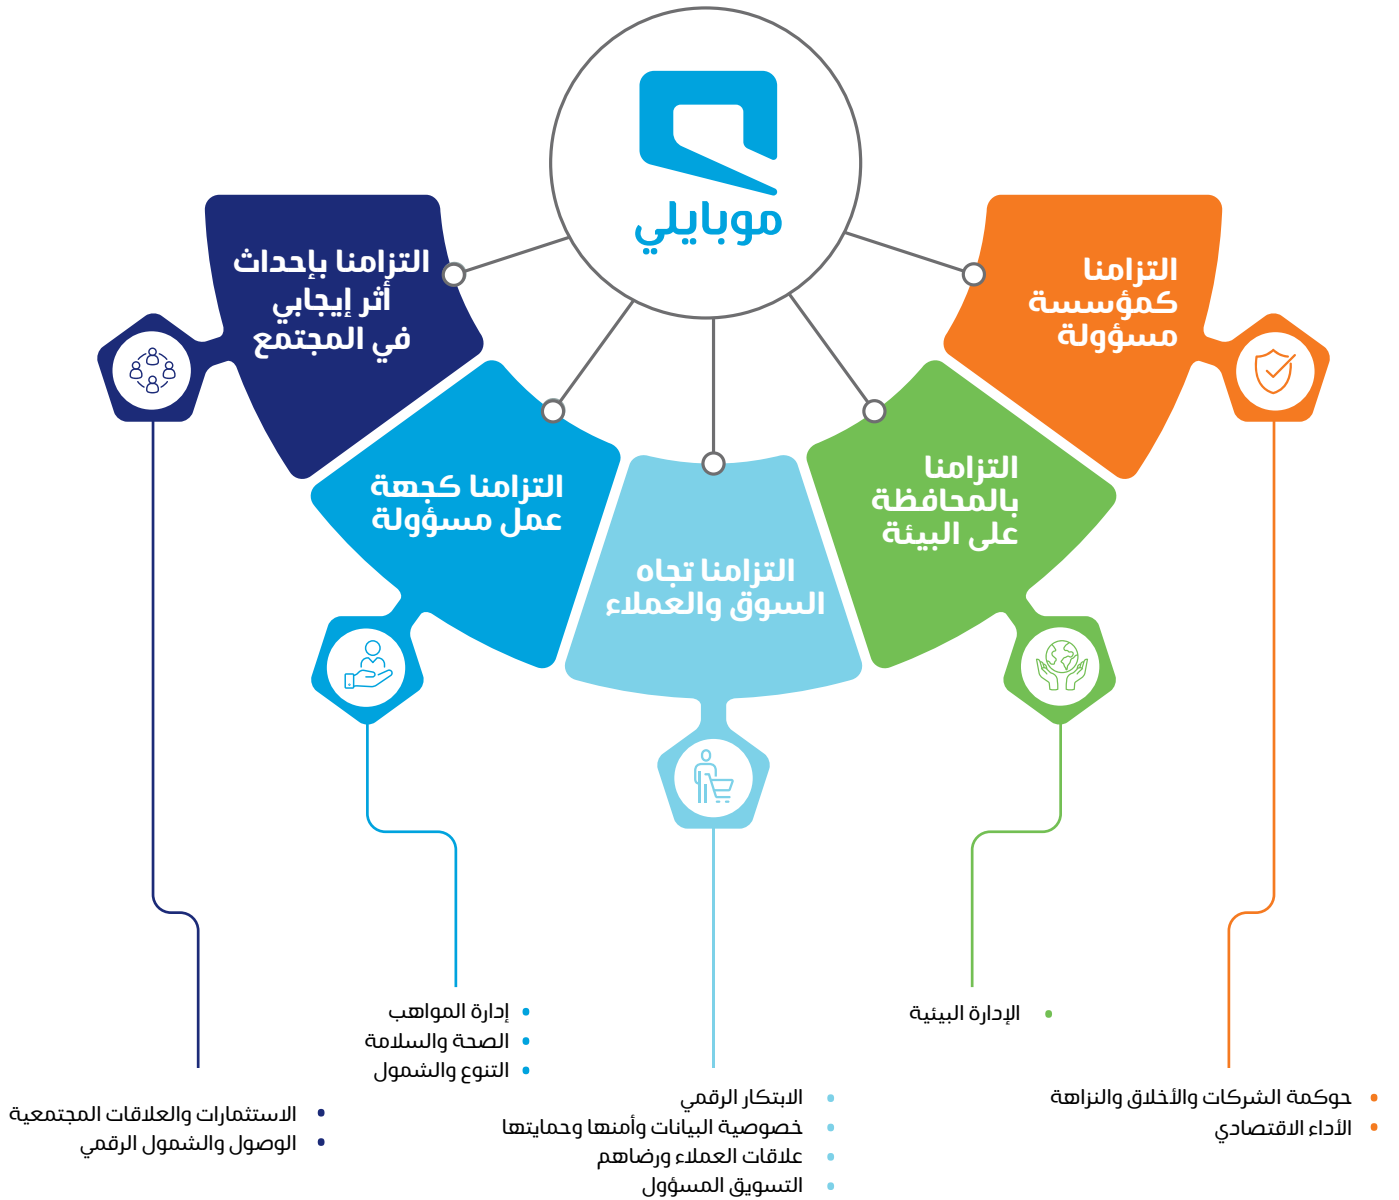 موبايلي
التزامنا
كمؤسسة
مسؤولة
التزامنا
بالمحافظة
على البيئة
التزامنا تجاه
السوق والعملاء
التزامنا كجهة
عمل مسؤولة
التزامنا بإحداث
أثر إيجابي
في المجتمع
• حوكمة الشركات والأخلاق والنزاهة
• الأداء الاقتصادي
• الإدارة البيئية
• الابتكار الرقمي
• خصوصية البيانات وأمنها وحمايتها
• علاقات العملاء ورضاهم
• التسويق المسؤول
• إدارة المواهب
• الصحة والسلامة
• التنوع والشمول
• الاستثمارات والعلاقات المجتمعية
• الوصول والشمول الرقمي